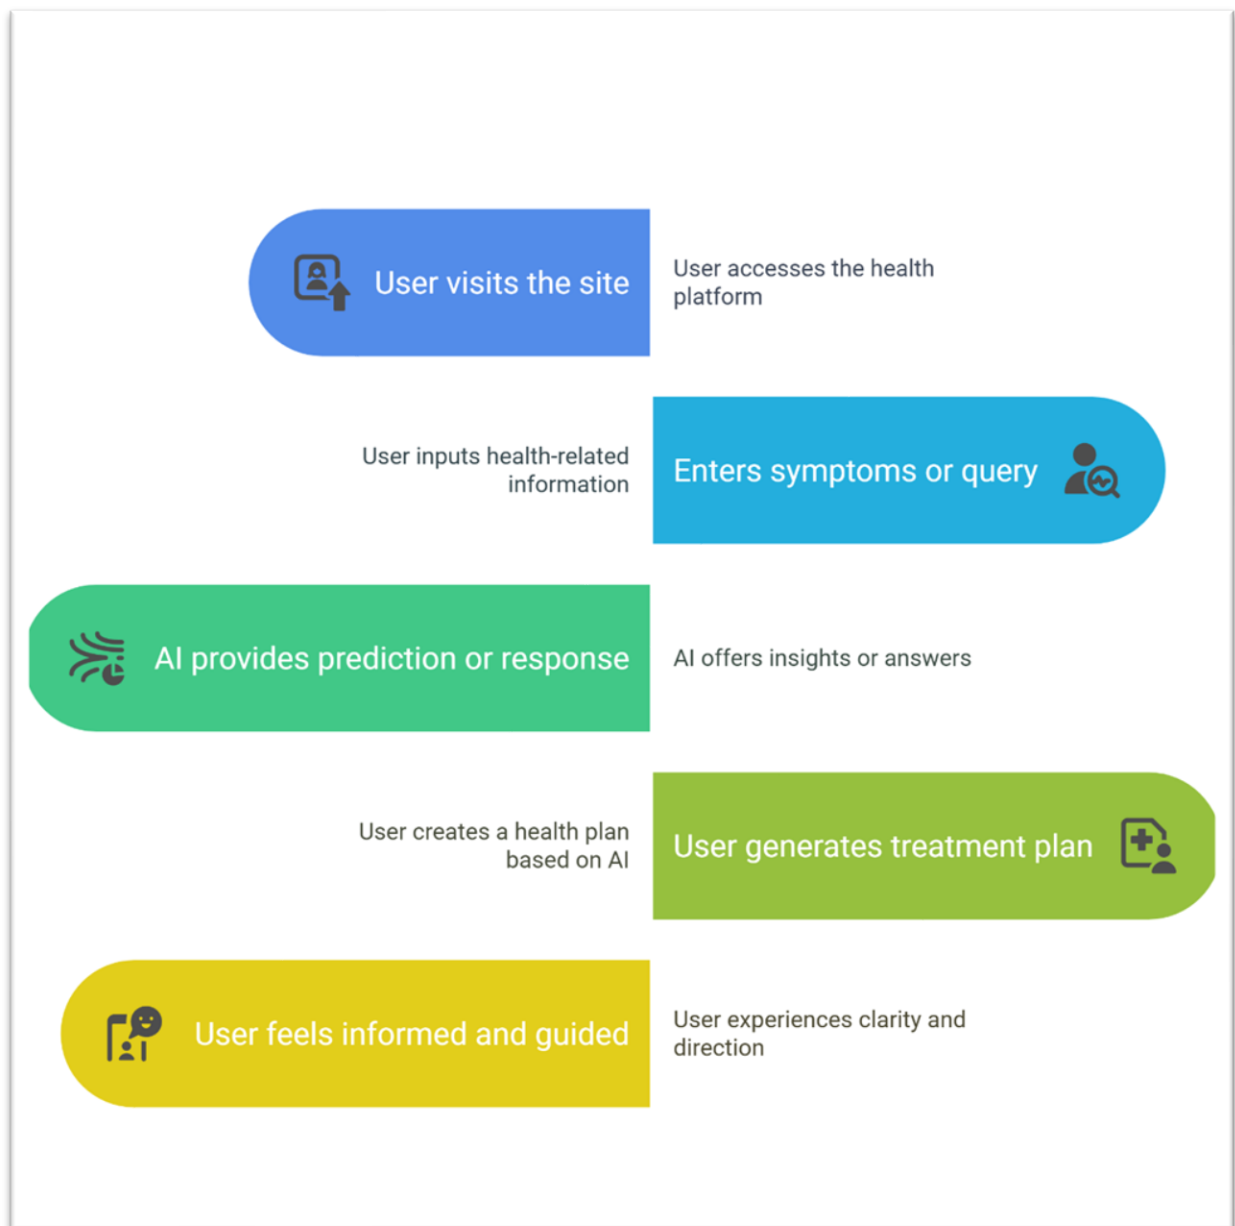 User visits the site
User accesses the health
platform
User inputs health-related
information
Enters symptoms or query
AI provides prediction or response
AI offers insights or answers
User creates a health plan
based on AI
User generates treatment plan
User feels informed and guided
User experiences clarity and
direction